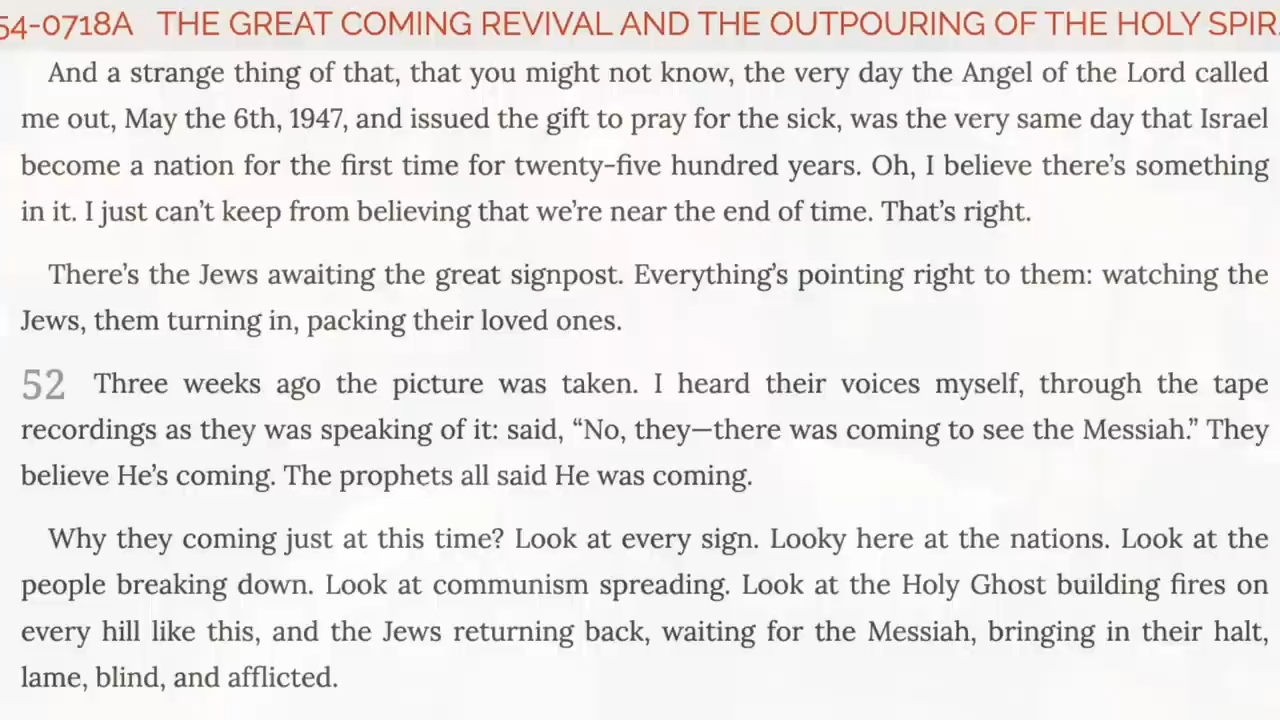 54-0718A THE GREAT COMING REVIVAL AND THE OUTPOURING OF THE HOLY SPIR
And a strange thing of that, that you might not know, the very day the Angel of the Lord called
me out, May the 6th, 1947, and issued the gift to pray for the sick, was the very same day that Israel
become a nation for the first time for twenty-five hundred years. Oh, I believe there's something
in it. I just can't keep from believing that we're near the end of time. That's right.
There's the Jews awaiting the great signpost. Everything's pointing right to them: watching the
Jews, them turning in, packing their loved ones.
52 Three weeks ago the picture was taken. I heard their voices myself, through the tape
recordings as they was speaking of it: said, “No, they—there was coming to see the Messiah.” They
believe He's coming. The prophets all said He was coming.
Why they coming just at this time? Look at every sign. Looky here at the nations. Look at the
people breaking down. Look at communism spreading. Look at the Holy Ghost building fires on
every hill like this, and the Jews returning back, waiting for the Messiah, bringing in their halt,
lame, blind, and afflicted.